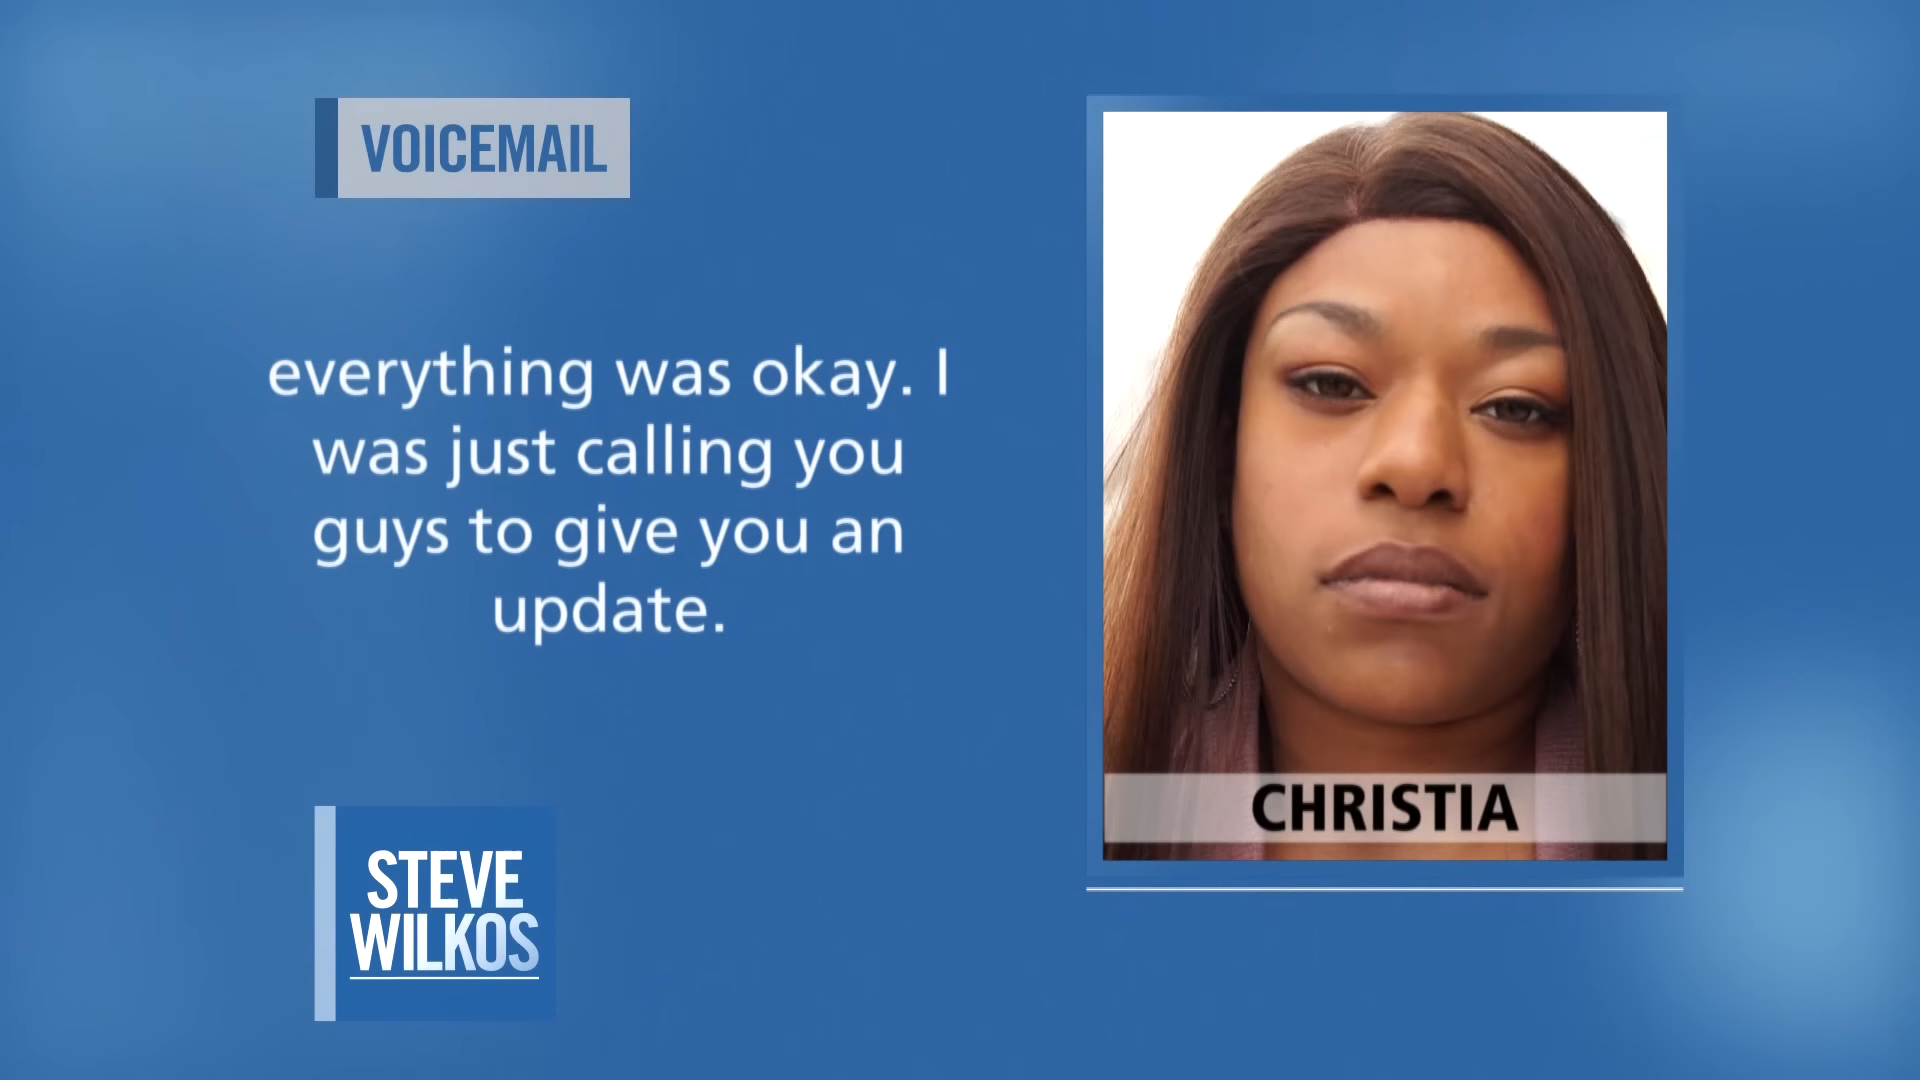 VOICEMAIL
everything was okay. I
was just calling you
guys to give you an
update.
CHRISTIA
STEVE
WILKOS